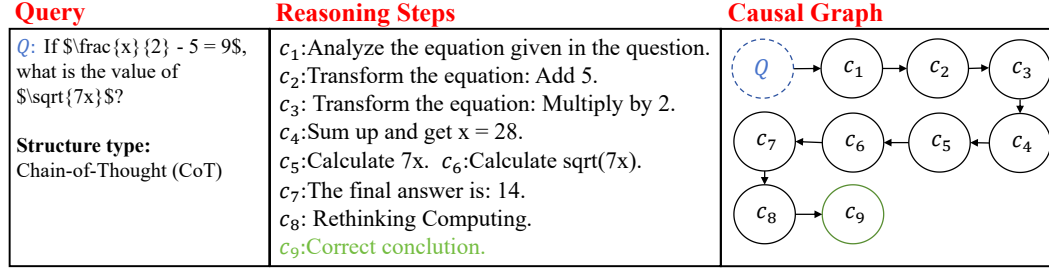 Query
Reasoning Steps
Causal Graph
Q: If $\frac{x}{2} - 5 = 9$,
what is the value of
$\sqrt{7x}$?
Structure type:
Chain-of-Thought (CoT)
c₁:Analyze the equation given in the question.
c₂:Transform the equation: Add 5.
c₃: Transform the equation: Multiply by 2.
c₄:Sum up and get x = 28.
c₅:Calculate 7x. c₆:Calculate sqrt(7x).
c₇:The final answer is: 14.
c₈: Rethinking Computing.
c₉:Correct conclution.
Q c₁ c₂ c₃
c₇ c₆ c₅ c₄
c₈ c₉